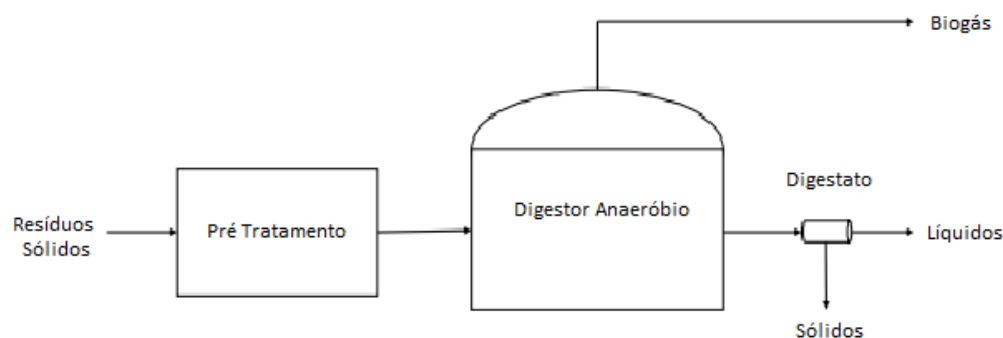 Biogás
Digestato
Digestor Anaeróbio
Resíduos
Sólidos
Pré Tratamento
Líquidos
Sólidos